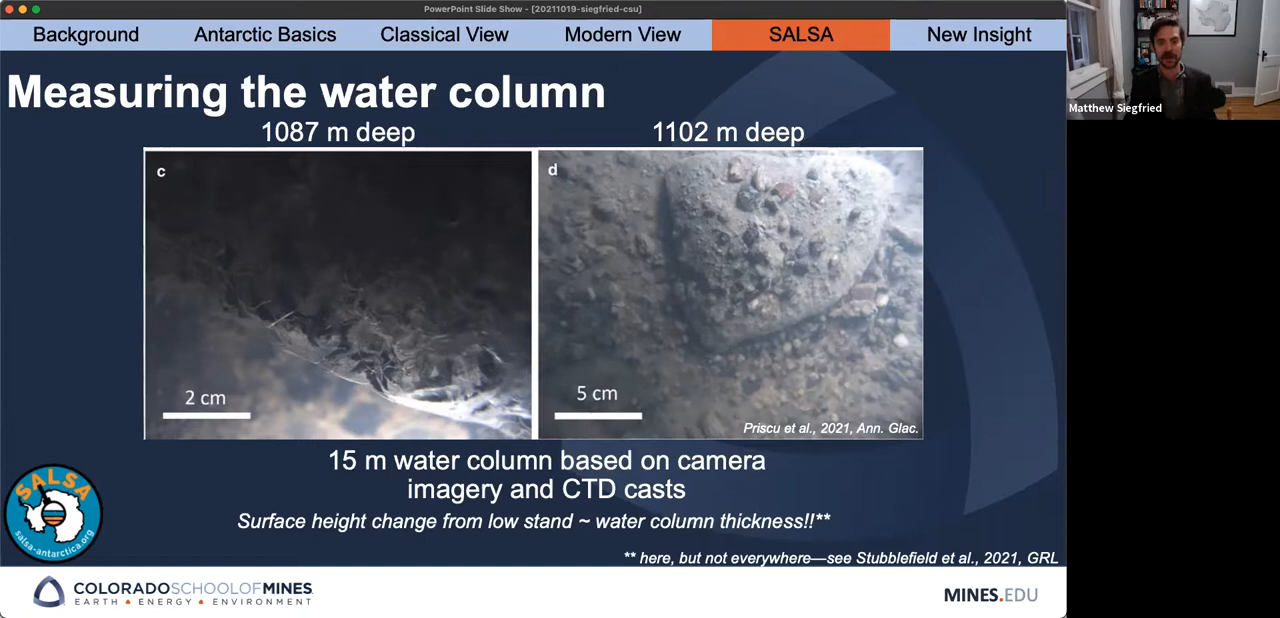 PowerPoint Slide Show - [20211019-siegfried-csu]
Background Antarctic Basics Classical View Modern View SALSA New Insight
Matthew Siegfried
Measuring the water column
1087 m deep 1102 m deep
c d
2 cm 5 cm
Priscu et al., 2021, Ann. Glac.
15 m water column based on camera
imagery and CTD casts
Surface height change from low stand ~ water column thickness!!**
** here, but not everywhere—see Stubblefield et al., 2021, GRL
SALSA
salsa-antarctica.org
COLORADOSCHOOLOFMINES
EARTH • ENERGY • ENVIRONMENT
MINES.EDU